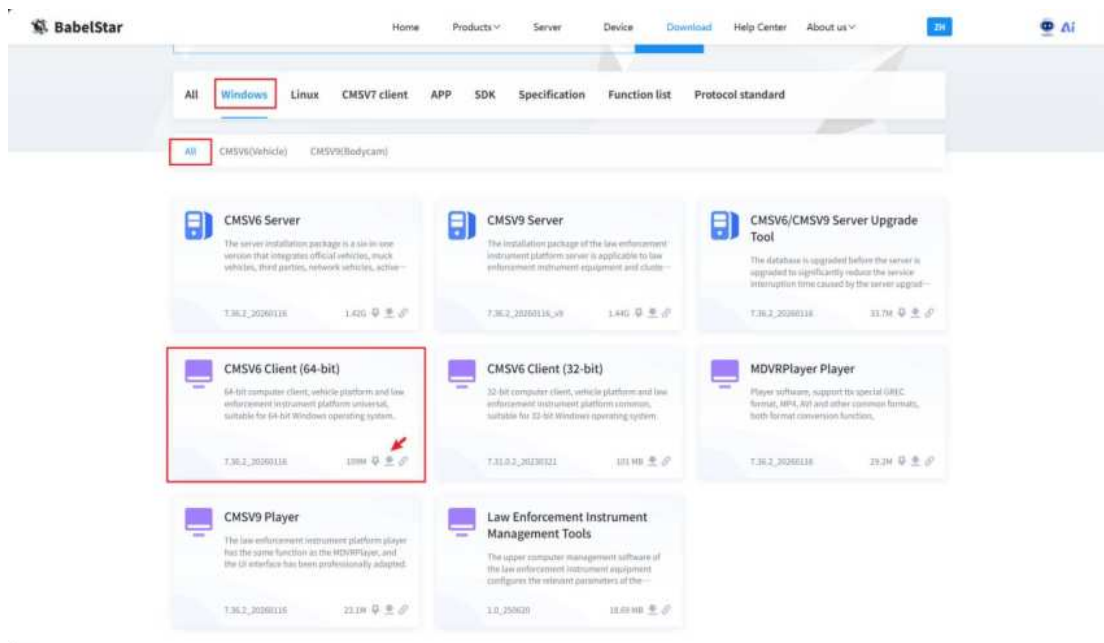 BabelStar
Home Products Server Device Download Help Center About us ZH Ai
All Windows Linux CMSV7 client APP SDK Specification Function list Protocol standard
All CMSV6(Vehicle) CMSV9(Bodycam)
CMSV6 Server
The server installation package is a six-in-one
version that integrates official vehicles, muck
vehicles, third parties, network vehicles, active···
7.36.2_20260116 1.42G
CMSV9 Server
The installation package of the law enforcement
instrument platform server is applicable to law
enforcement instrument equipment and cluste···
7.36.2_20260116_v9 1.44G
CMSV6/CMSV9 Server Upgrade
Tool
The database is upgraded before the server is
upgraded to significantly reduce the service
interruption time caused by the server upgrad···
7.36.2_20260116 33.7M
CMSV6 Client (64-bit)
64-bit computer client, vehicle platform and law
enforcement instrument platform universal,
suitable for 64-bit Windows operating system.
7.36.2_20260116 109M
CMSV6 Client (32-bit)
32-bit computer client, vehicle platform and law
enforcement instrument platform common,
suitable for 32-bit Windows operating system.
7.31.0.2_20230321 101 MB
MDVRPlayer Player
Player software, support ttx special GREC
format, MP4, AVI and other common formats,
both format conversion function,
7.36.2_20260116 29.2M
CMSV9 Player
The law enforcement instrument platform player
has the same function as the MDVRPlayer, and
the UI interface has been professionally adapted.
7.36.2_20260116 23.1M
Law Enforcement Instrument
Management Tools
The upper computer management software of
the law enforcement instrument equipment
configures the relevant parameters of the···
1.0_250620 18.69 MB